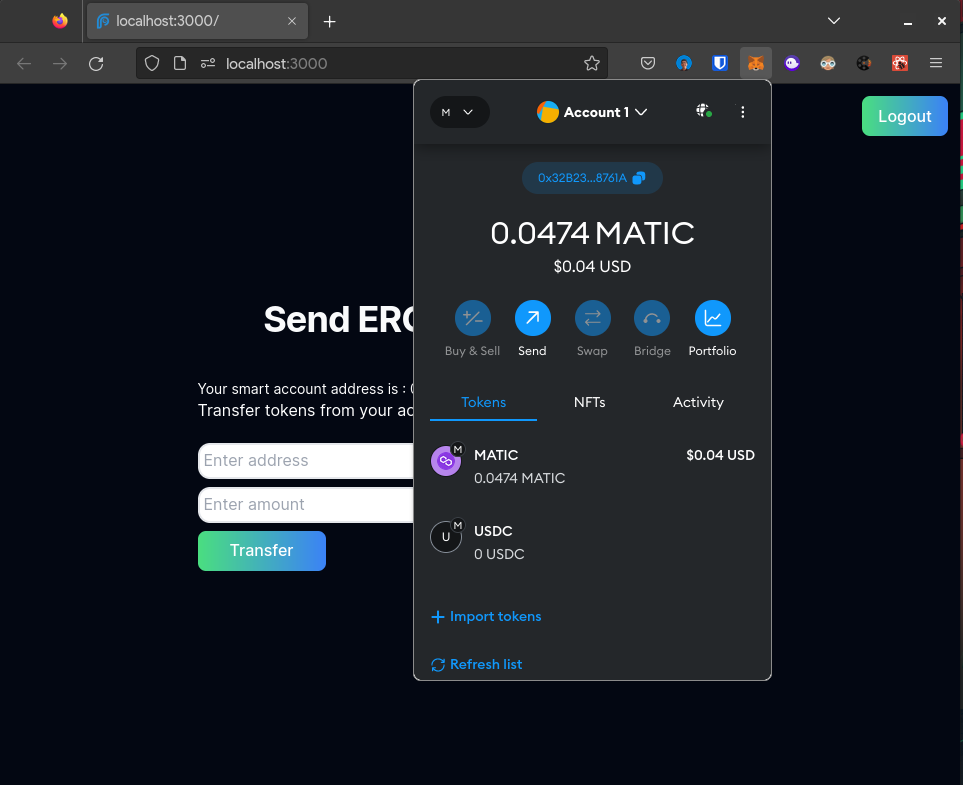 localhost:3000/
localhost:3000
Logout
M
Account 1
0x32B23...8761A
0.0474 MATIC
$0.04 USD
Buy & Sell
Send
Swap
Bridge
Portfolio
Tokens
NFTs
Activity
M
MATIC
$0.04 USD
0.0474 MATIC
M
U
USDC
0 USDC
Import tokens
Refresh list
Send ERC
Your smart account address is : 0
Transfer tokens from your
Enter address
Enter amount
Transfer